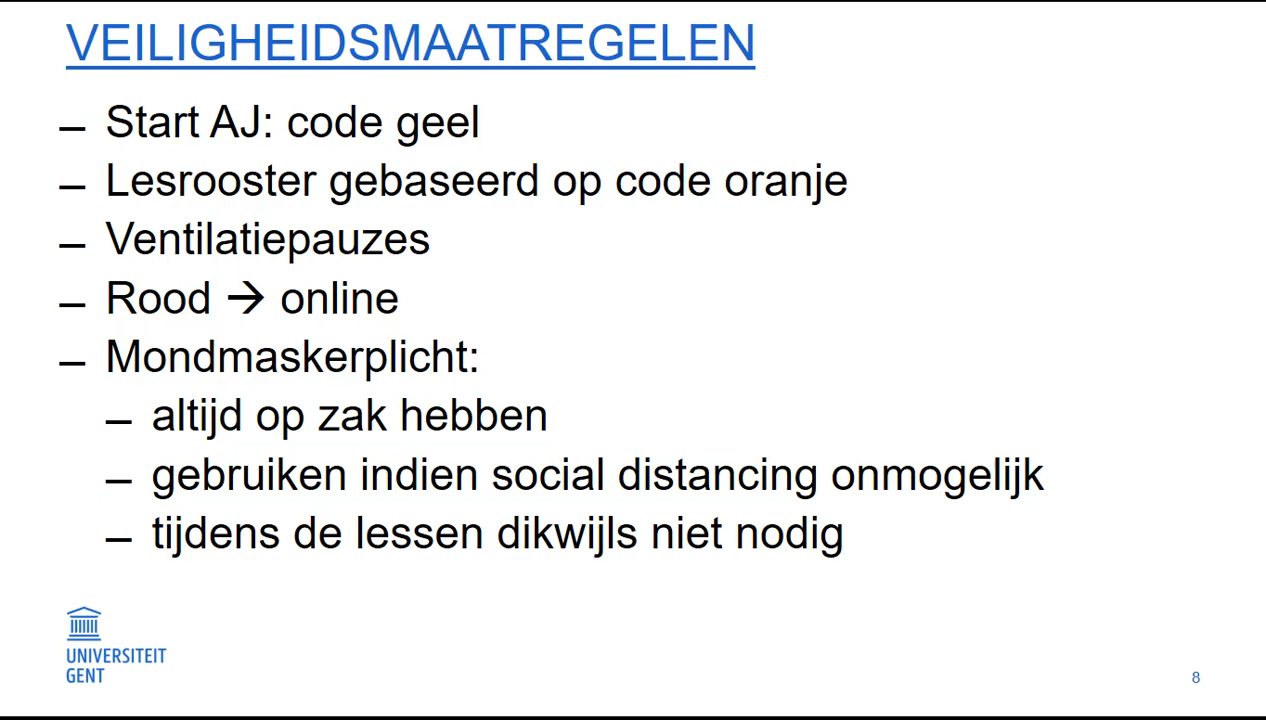 VEILIGHEIDSMAATREGELEN
– Start AJ: code geel
– Lesrooster gebaseerd op code oranje
– Ventilatiepauzes
– Rood → online
– Mondmaskerplicht:
– altijd op zak hebben
– gebruiken indien social distancing onmogelijk
– tijdens de lessen dikwijls niet nodig
UNIVERSITEIT
GENT
8